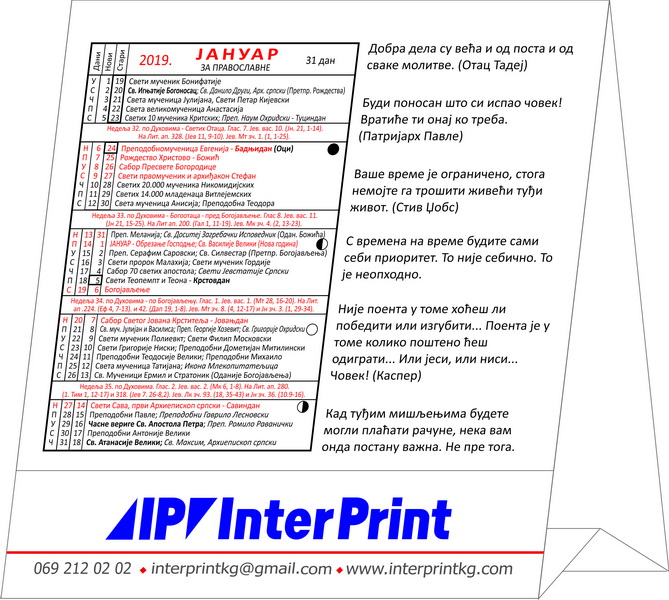 Дани Нови Стари
2019. ЈАНУАР 31 дан
ЗА ПРАВОСЛАВНЕ
У 1 19 Свети мученик Бонифатије
С 2 20 Св. Игњатије Богоносац; Св. Данило Други, Арх. српски (Претпр. Рождества)
Ч 3 21 Света мученица Јулијана, Свети Петар Кијевски
П 4 22 Света великомученица Анастасија
С 5 23 Светих 10 мученика Критских; Преп. Наум Охридски - Туциндан
Недеља 32. по Духовима - Светих Отаца. Глас. 7. Јев. вас. 10. (Јн. 21, 1-14).
На Лит. ап. 328. (Јев 11, 9-10). Јев. Мт зч. 1. (1, 1-25).
Н 6 24 Преподобномученица Евгенија - Бадњидан (Оци)
П 7 25 Рождество Христово - Божић
У 8 26 Сабор Пресвете Богородице
С 9 27 Свети првомученик и архиђакон Стефан
Ч 10 28 Светих 20.000 мученика Никомидијских
П 11 29 Светих 14.000 младенаца Витлејемских
С 12 30 Света мученица Анисија; Преподобна Теодора
Недеља 33. по Духовима - Богоотаца - пред Богојављење. Глас 8. Јев. вас. 11.
(Јн 21, 15-25). На Лит. ап. 200. (Гал 1, 11-19). Јев. Мк зч. 4. (2, 13-23).
Н 13 31 Преп. Меланија; Св. Доситеј Загребачки Исповедник (Одан. Божића)
П 14 1 ЈАНУАР - Обрезање Господње; Св. Василије Велики (Нова година)
У 15 2 Преп. Серафим Саровски; Св. Силвестар (Претпр. Богојављења)
С 16 3 Свети пророк Малахија; Свети мученик Гордије
Ч 17 4 Сабор 70 светих апостола; Свети Јевстатије Српски
П 18 5 Свети Теопемпт и Теона - Крстовдан
С 19 6 Богојављење
Недеља 34. по Духовима - по Богојављењу. Глас. 1. Јев. вас. 1. (Мт 28, 16-20). На Лит.
ап .224. (Еф 4, 7-13). и 42. (Дап 19, 1-8). Јев. Мт зч. 8. (4, 12-17) и Јн зч. 3. (1, 29-34).
Н 20 7 Сабор Светог Јована Крститеља - Јовањдан
П 21 8 Св. муч. Јулијан и Василиса; Преп. Георгије Хозевит; Св. Григорије Охридски
У 22 9 Свети мученик Полиевкт; Свети Филип Московски
С 23 10 Свети Григорије Ниски; Преподобни Дометијан Митилински
Ч 24 11 Преподобни Теодосије Велики; Преподобни Михаило
П 25 12 Света мученица Татијана; Икона Млекопитатељица
С 26 13 Св. Мученици Ермил и Стратоник (Оданије Богојављења)
Недеља 35. по Духовима. Глас 2. Јев. вас. 2. (Мк 6, 1-8). На Лит. ап. 280.
(1. Тим 1, 12-17) и 318. (Јев 7. 26-8,2). Јев. Лк зч. 93. (18, 35-43) и Јн зч. 36. (10.9-16).
Н 27 14 Свети Сава, први Архиепископ српски - Савиндан
П 28 15 Преподобни Павле; Преподобни Гаврило Лесновски
У 29 16 Часне вериге Св. Апостола Петра; Преп. Ромило Раванички
С 30 17 Преподобни Антоније Велики
Ч 31 18 Св. Атанасије Велики; Св. Максим, Архиепископ српски
Добра дела су већа и од поста и од
сваке молитве. (Отац Тадеј)
Буди поносан што си испао човек!
Вратиће ти онај ко треба.
(Патријарх Павле)
Ваше време је ограничено, стога
немојте га трошити живећи туђи
живот. (Стив Џобс)
С времена на време будите сами
себи приоритет. То није себично. То
је неопходно.
Није поента у томе хоћеш ли
победити или изгубити... Поента је у
томе колико поштено ћеш
одиграти... Или јеси, или ниси...
Човек! (Каспер)
Кад туђим мишљењима будете
могли плаћати рачуне, нека вам
онда постану важна. Не пре тога.
IP Inter Print
069 212 02 02 ⬥ interprintkg@gmail.com ⬥ www.interprintkg.com